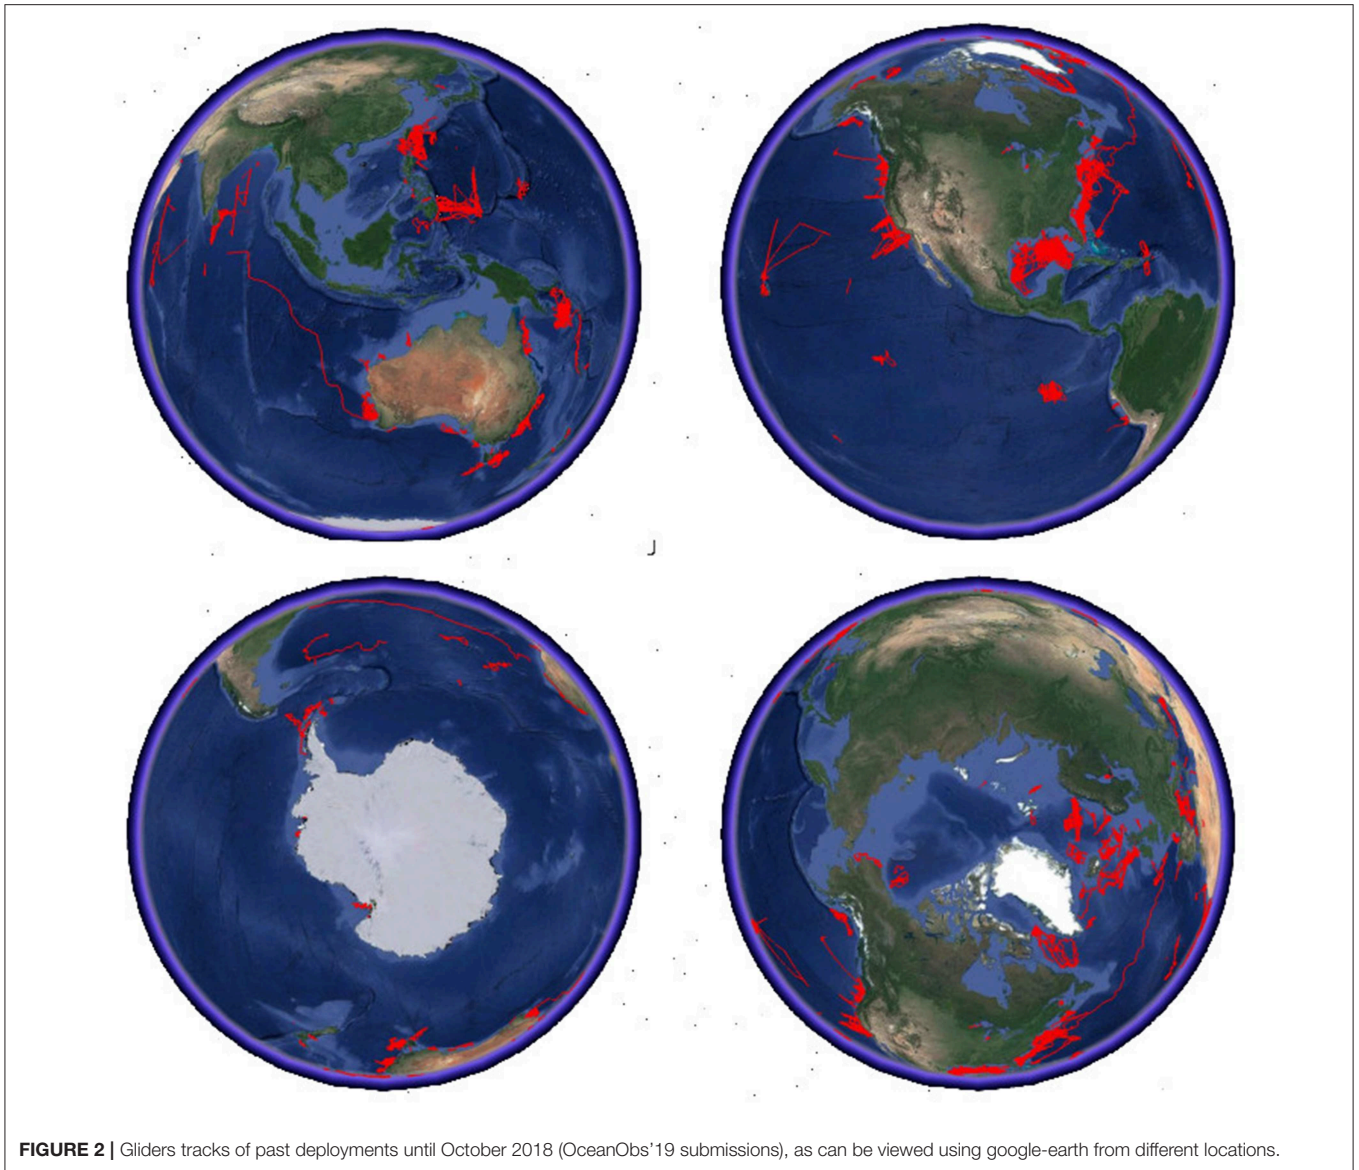 FIGURE 2 | Gliders tracks of past deployments until October 2018 (OceanObs'19 submissions), as can be viewed using google-earth from different locations.